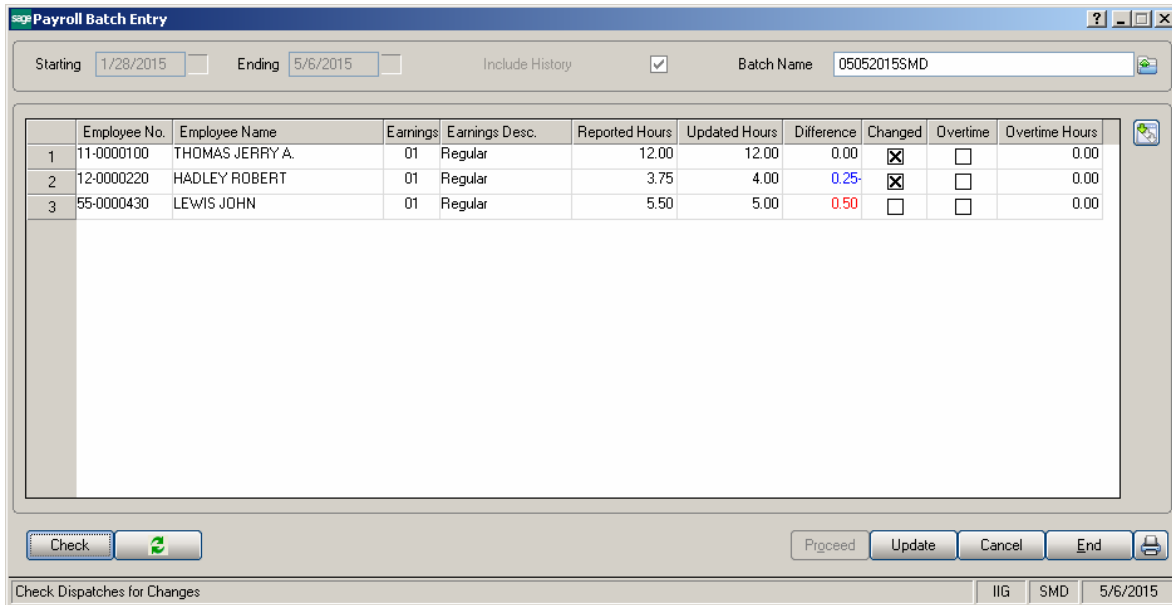 sage Payroll Batch Entry
Starting 1/28/2015 Ending 5/6/2015 Include History Batch Name 05052015SMD
Employee No. Employee Name Earnings Earnings Desc. Reported Hours Updated Hours Difference Changed Overtime Overtime Hours
1 11-0000100 THOMAS JERRY A. 01 Regular 12.00 12.00 0.00 0.00
2 12-0000220 HADLEY ROBERT 01 Regular 3.75 4.00 0.25- 0.00
3 55-0000430 LEWIS JOHN 01 Regular 5.50 5.00 0.50 0.00
Check Proceed Update Cancel End
Check Dispatches for Changes IIG SMD 5/6/2015